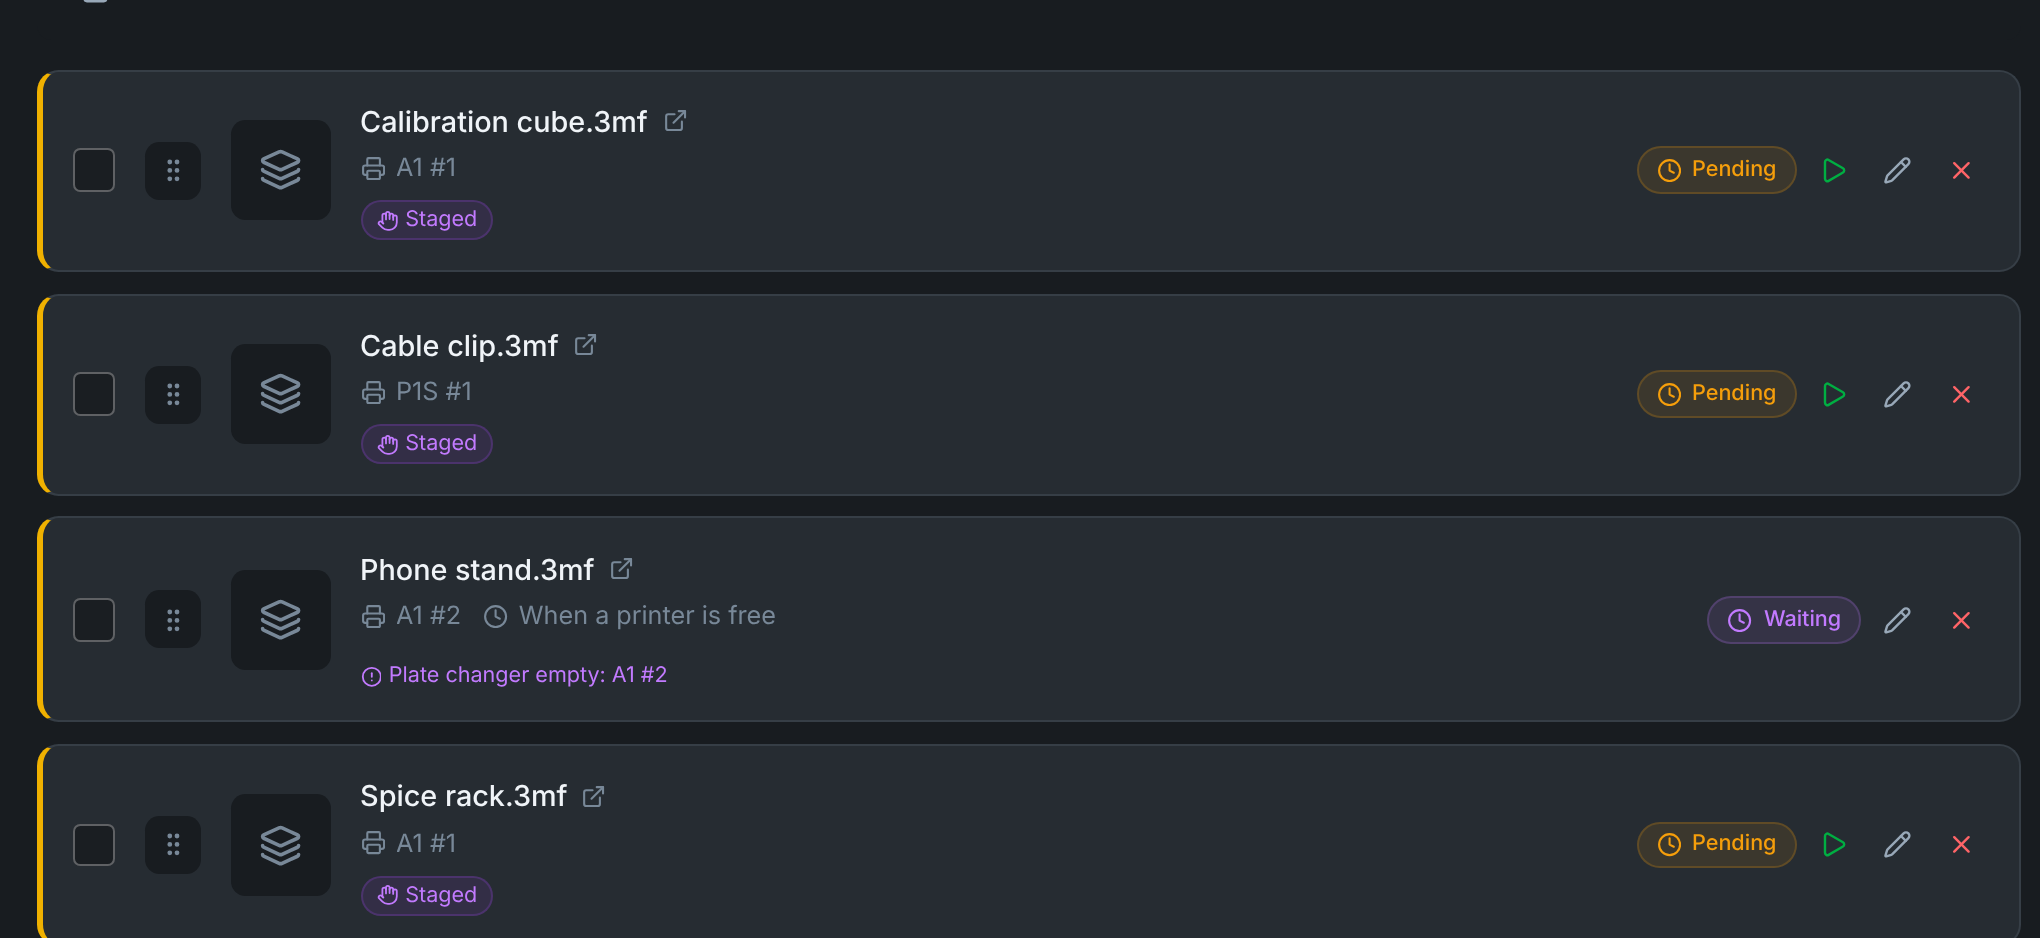 Calibration cube.3mf
A1 #1
Staged
Pending
Cable clip.3mf
P1S #1
Staged
Pending
Phone stand.3mf
A1 #2 When a printer is free
Plate changer empty: A1 #2
Waiting
Spice rack.3mf
A1 #1
Staged
Pending